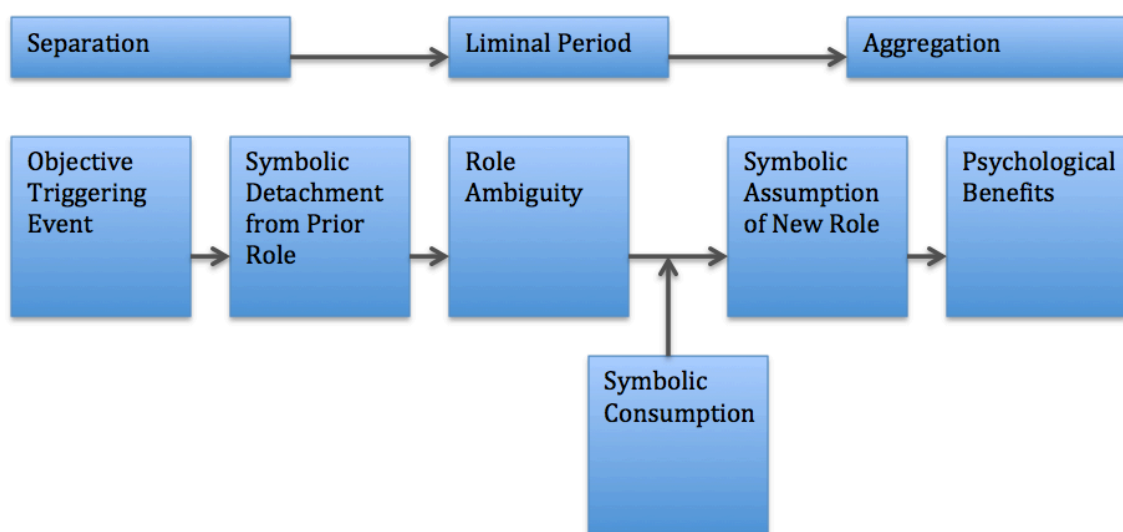 Separation
Liminal Period
Aggregation
Objective
Triggering
Event
Symbolic
Detachment
from Prior
Role
Role
Ambiguity
Symbolic
Assumption
of New Role
Psychological
Benefits
Symbolic
Consumption